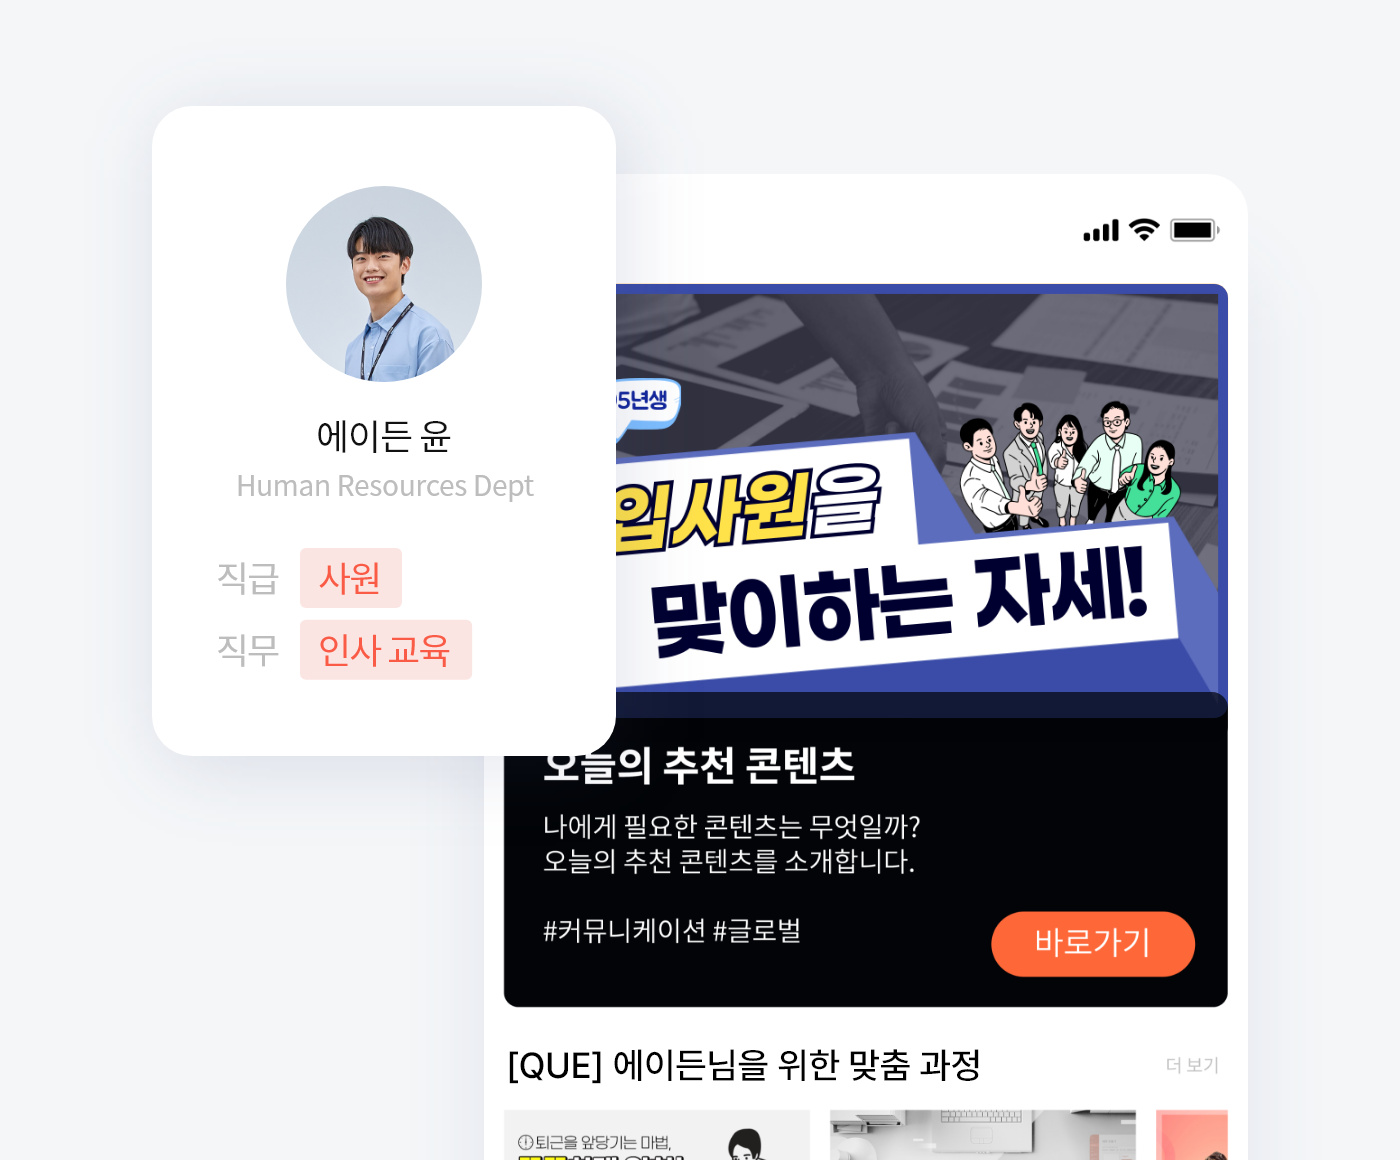 에이든 윤
Human Resources Dept
직급 사원
직무 인사 교육
5년생
입사원을
맞이하는 자세!
오늘의 추천 콘텐츠
나에게 필요한 콘텐츠는 무엇일까?
오늘의 추천 콘텐츠를 소개합니다.
#커뮤니케이션 #글로벌
바로가기
[QUE] 에이든님을 위한 맞춤 과정
더 보기
퇴근을 앞당기는 마법,